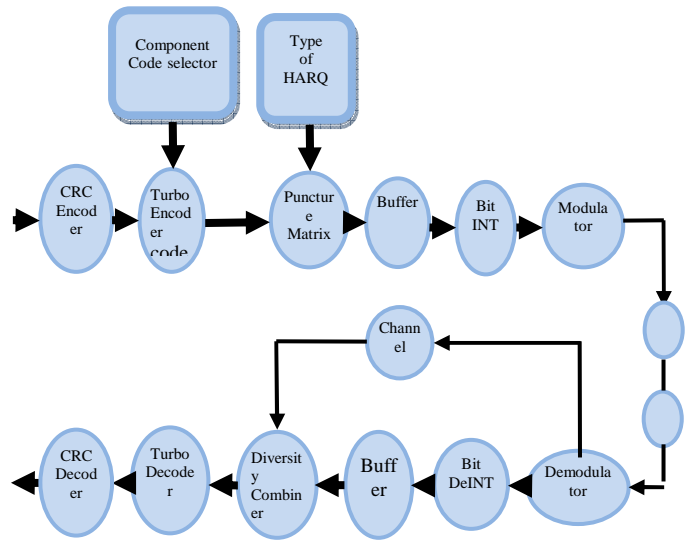 Component
Code selector
Type
of
HARQ
CRC
Encod
er
Turbo
Encod
er
code
Punctur
e
Matrix
Buffer
Bit
INT
Modula
tor
Chann
el
CRC
Decod
er
Turbo
Decode
r
Diversit
y
Combin
er
Buff
er
Bit
DeINT
Demodula
tor